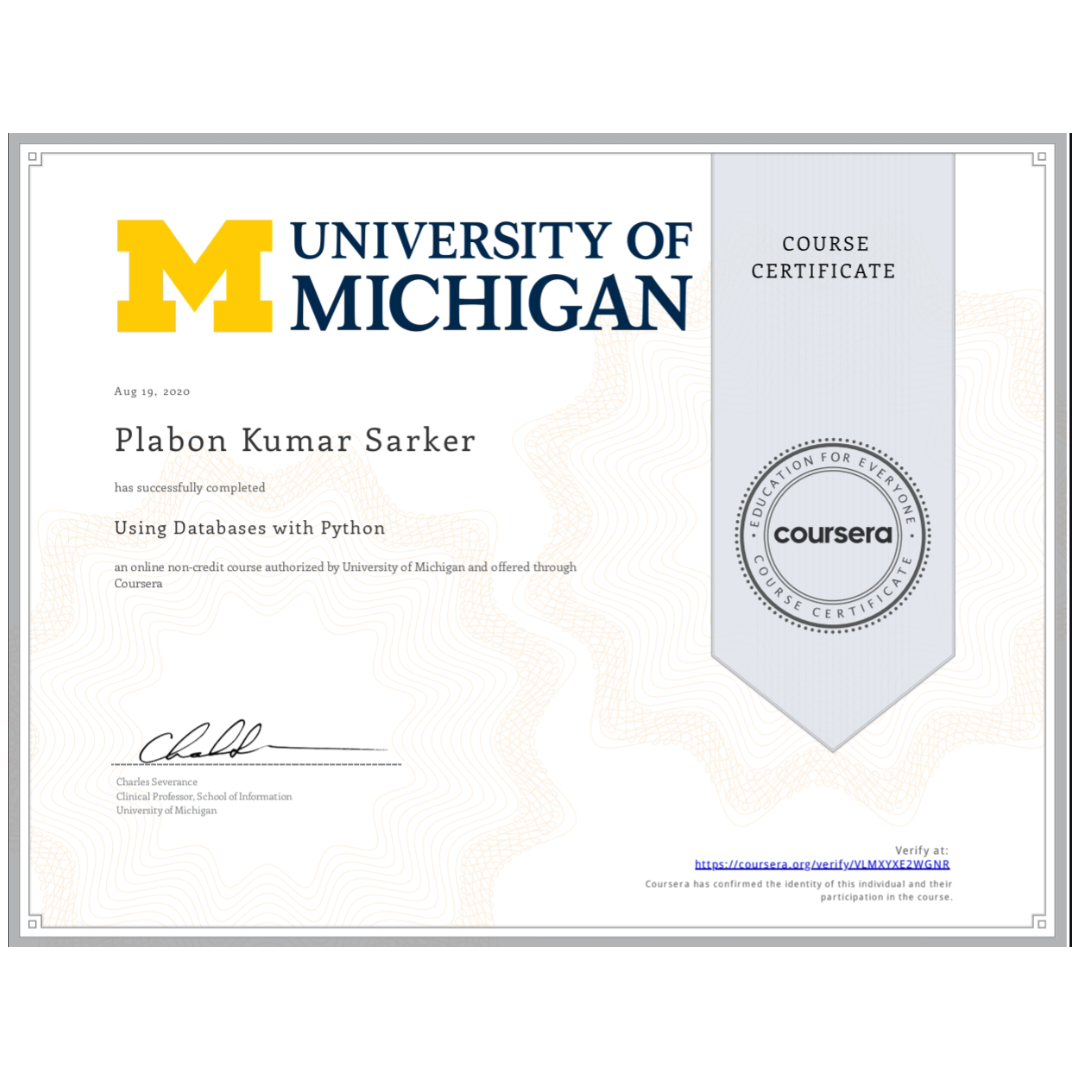 UNIVERSITY OF
MICHIGAN
COURSE
CERTIFICATE
Aug 19, 2020
Plabon Kumar Sarker
has successfully completed
Using Databases with Python
an online non-credit course authorized by University of Michigan and offered through
Coursera
EDUCATION FOR EVERYONE
coursera
COURSE CERTIFICATE
Charles Severance
Clinical Professor, School of Information
University of Michigan
Verify at:
https://coursera.org/verify/VLMXYXE2WGNR
Coursera has confirmed the identity of this individual and their
participation in the course.